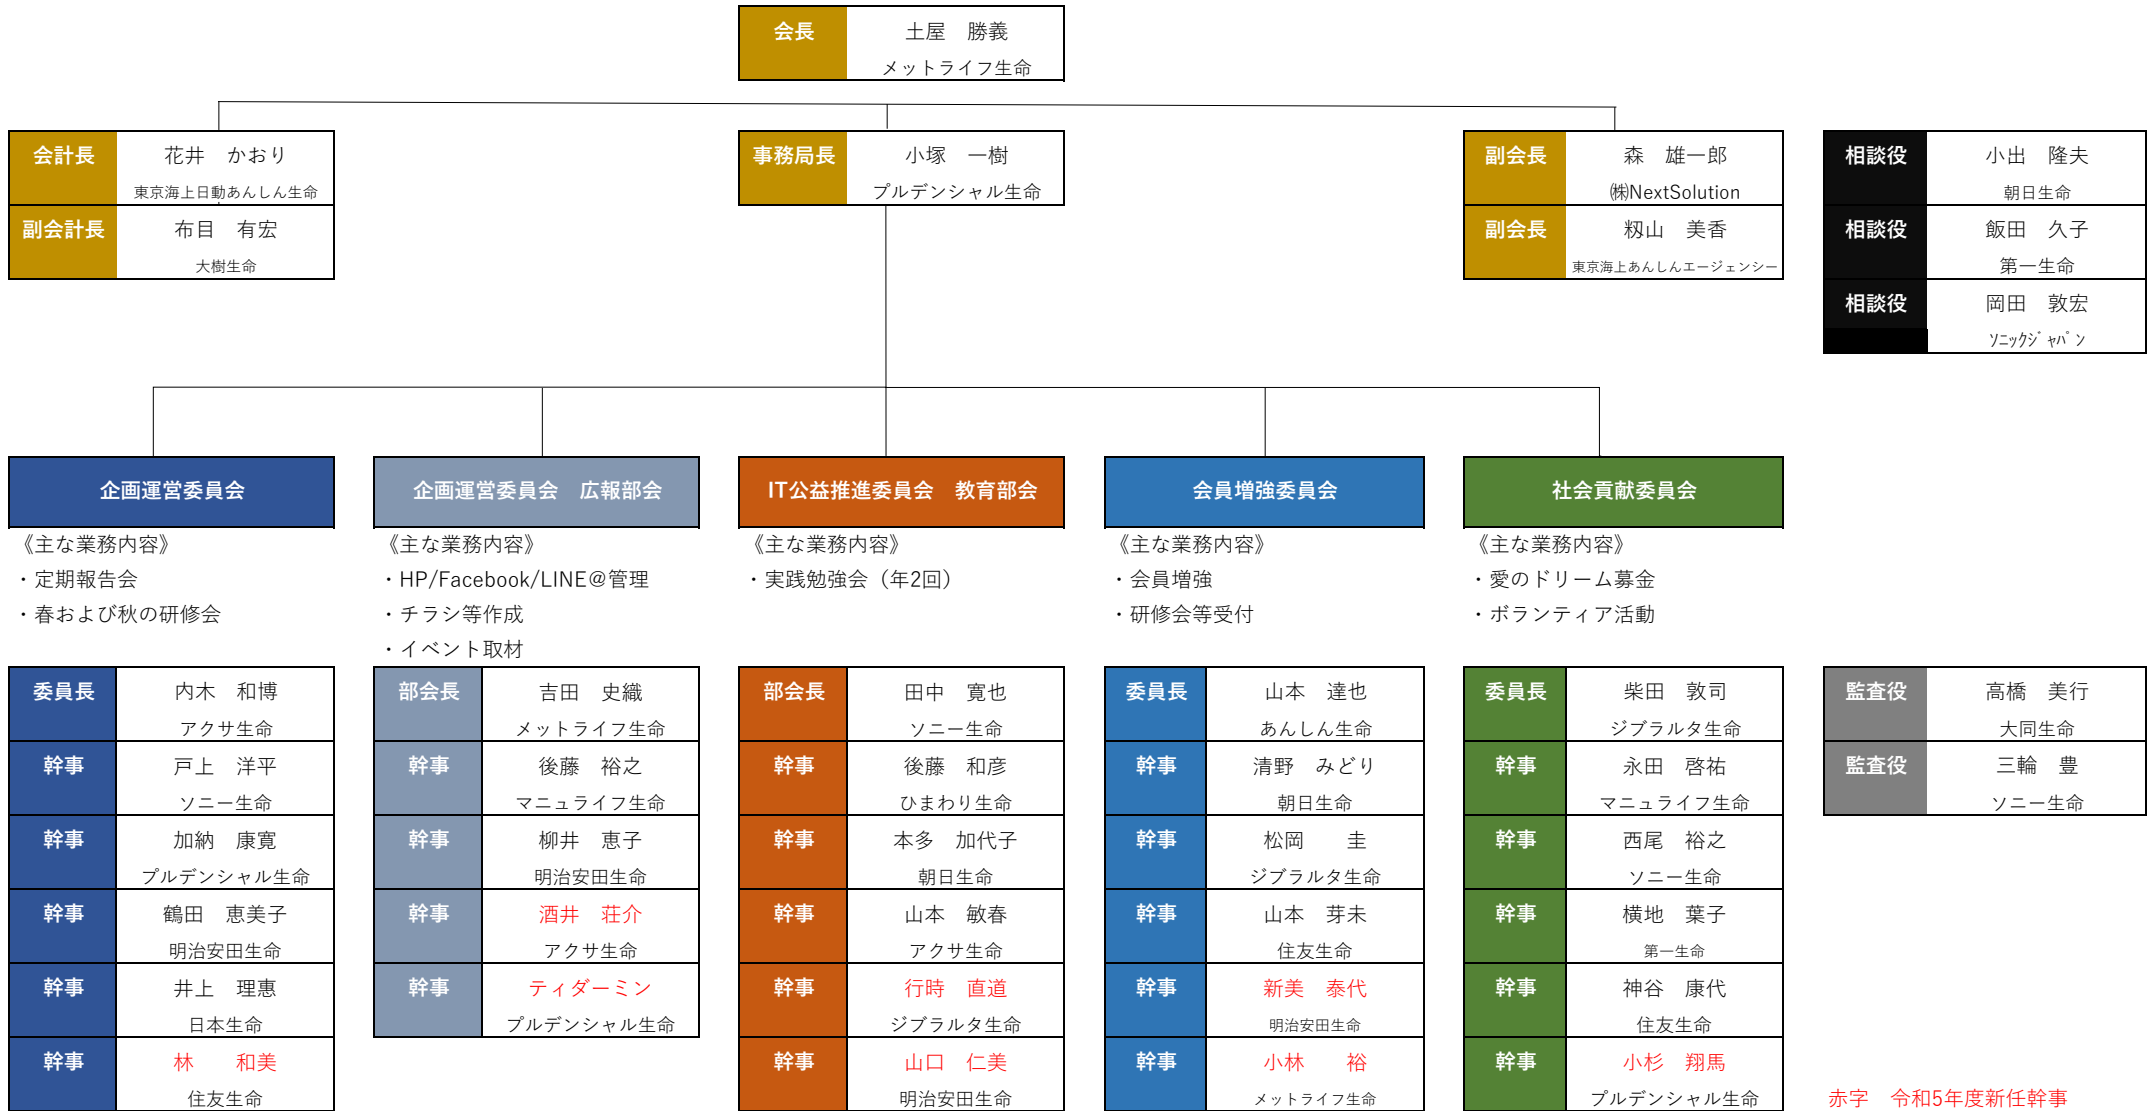 会長　土屋　勝義
メットライフ生命
会計長　花井　かおり
東京海上日動あんしん生命
副会計長　布目　有宏
大樹生命
事務局長　小塚　一樹
プルデンシャル生命
副会長　森　雄一郎
㈱NextSolution
副会長　籾山　美香
東京海上あんしんエージェンシー
相談役　小出　隆夫
朝日生命
相談役　飯田　久子
第一生命
相談役　岡田　敦宏
ｿﾆｯｸｼﾞｬﾊﾟﾝ
企画運営委員会
《主な業務内容》
・定期報告会
・春および秋の研修会
委員長　内木　和博
アクサ生命
幹事　戸上　洋平
ソニー生命
幹事　加納　康寛
プルデンシャル生命
幹事　鶴田　恵美子
明治安田生命
幹事　井上　理恵
日本生命
幹事　林　　和美
住友生命
企画運営委員会　広報部会
《主な業務内容》
・HP/Facebook/LINE@管理
・チラシ等作成
・イベント取材
部会長　吉田　史織
メットライフ生命
幹事　後藤　裕之
マニュライフ生命
幹事　柳井　恵子
明治安田生命
幹事　酒井　荘介
アクサ生命
幹事　ティダーミン
プルデンシャル生命
IT公益推進委員会　教育部会
《主な業務内容》
・実践勉強会（年2回）
部会長　田中　寛也
ソニー生命
幹事　後藤　和彦
ひまわり生命
幹事　本多　加代子
朝日生命
幹事　山本　敏春
アクサ生命
幹事　行時　直道
ジブラルタ生命
幹事　山口　仁美
明治安田生命
会員増強委員会
《主な業務内容》
・会員増強
・研修会等受付
委員長　山本　達也
あんしん生命
幹事　清野　みどり
朝日生命
幹事　松岡　　圭
ジブラルタ生命
幹事　山本　芽未
住友生命
幹事　新美　泰代
明治安田生命
幹事　小林　　裕
メットライフ生命
社会貢献委員会
《主な業務内容》
・愛のドリーム募金
・ボランティア活動
委員長　柴田　敦司
ジブラルタ生命
幹事　永田　啓祐
マニュライフ生命
幹事　西尾　裕之
ソニー生命
幹事　横地　葉子
第一生命
幹事　神谷　康代
住友生命
幹事　小杉　翔馬
プルデンシャル生命
監査役　高橋　美行
大同生命
監査役　三輪　豊
ソニー生命
赤字　令和5年度新任幹事